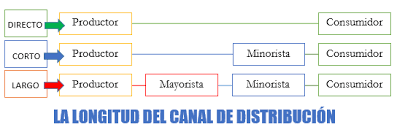 DIRECTO Productor Consumidor
CORTO Productor Minorista Consumidor
LARGO Productor Mayorista Minorista Consumidor
LA LONGITUD DEL CANAL DE DISTRIBUCIÓN